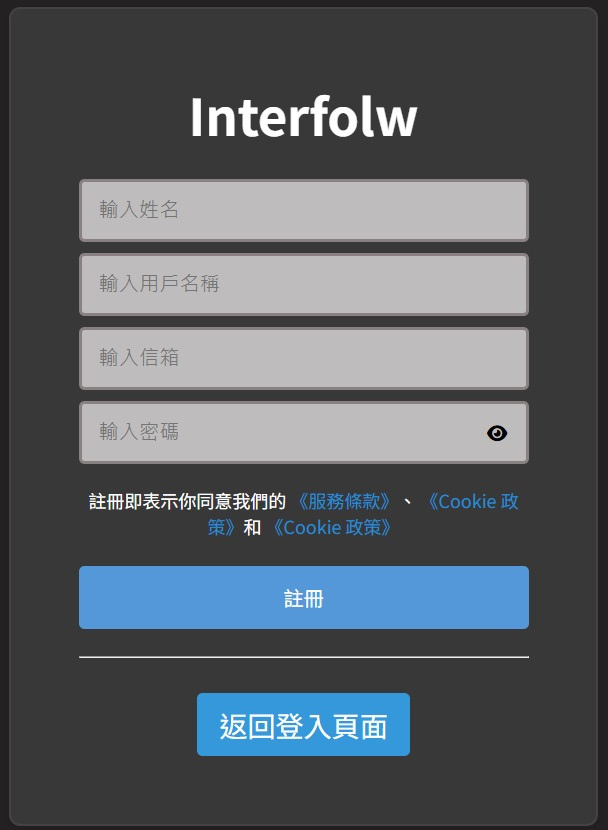 Interfolw
輸入姓名
輸入用戶名稱
輸入信箱
輸入密碼
註冊即表示你同意我們的 《服務條款》、 《Cookie 政
策》和 《Cookie 政策》
註冊
返回登入頁面